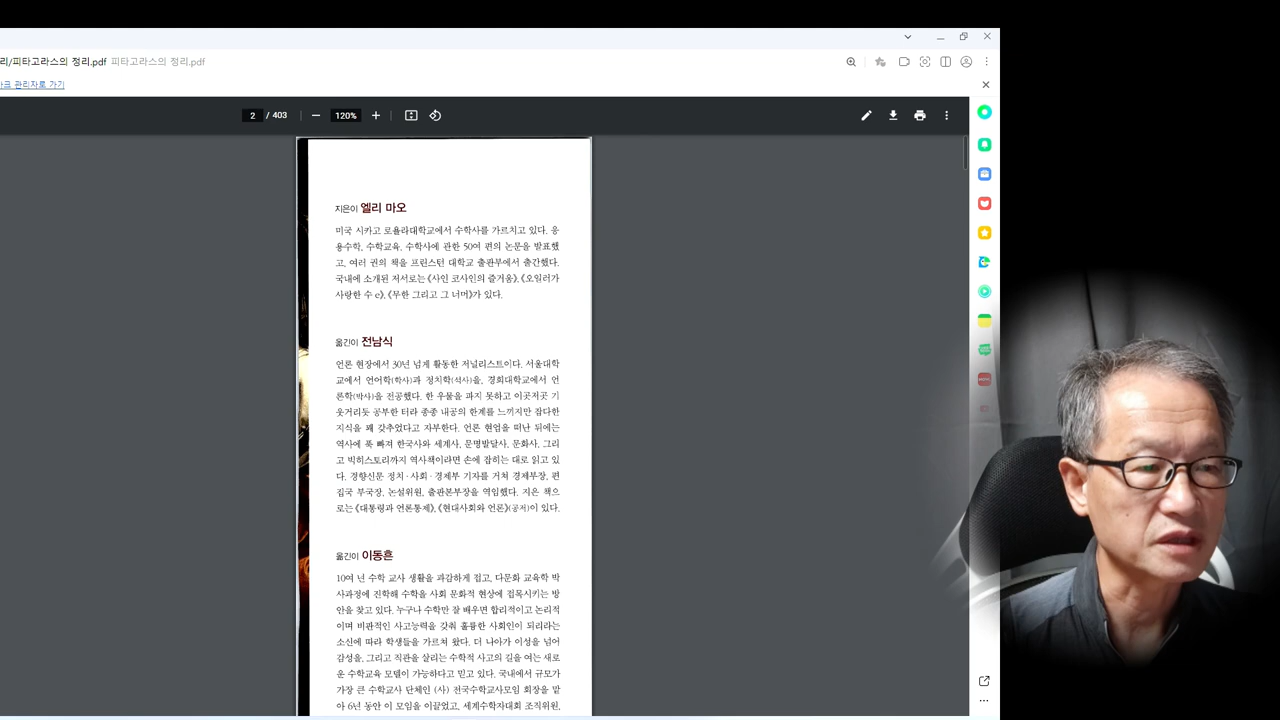 리/피타고라스의 정리.pdf 피타고라스의 정리.pdf
마크 관리자로 가기
2 / 403
120%
지은이 엘리 마오
미국 시카고 로욜라대학교에서 수학사를 가르치고 있다. 응
용수학, 수학교육, 수학사에 관한 50여 편의 논문을 발표했
고, 여러 권의 책을 프린스턴 대학교 출판부에서 출간했다.
국내에 소개된 저서로는 《사인 코사인의 즐거움》, 《오일러가
사랑한 수 e》, 《무한 그리고 그 너머》가 있다.
옮긴이 전남식
언론 현장에서 30년 넘게 활동한 저널리스트이다. 서울대학
교에서 언어학(학사)과 정치학(석사)을, 경희대학교에서 언
론학(박사)을 전공했다. 한 우물을 파지 못하고 이곳저곳 기
웃거리듯 공부한 터라 종종 내공의 한계를 느끼지만 잡다한
지식을 꽤 갖추었다고 자부한다. 언론 현업을 떠난 뒤에는
역사에 푹 빠져 한국사와 세계사, 문명발달사, 문화사, 그리
고 빅히스토리까지 역사책이라면 손에 잡히는 대로 읽고 있
다. 경향신문 정치·사회·경제부 기자를 거쳐 경제부장, 편
집국 부국장, 논설위원, 출판본부장을 역임했다. 지은 책으
로는 《대통령과 언론통제》, 《현대사회와 언론》(공저)이 있다.
옮긴이 이동흔
10여 년 수학 교사 생활을 과감하게 접고, 다문화 교육학 박
사과정에 진학해 수학을 사회 문화적 현상에 접목시키는 방
안을 찾고 있다. 누구나 수학만 잘 배우면 합리적이고 논리적
이며 비판적인 사고능력을 갖춰 훌륭한 사회인이 되리라는
소신에 따라 학생들을 가르쳐 왔다. 더 나아가 이성을 넘어
감성을, 그리고 직관을 살리는 수학적 사고의 길을 여는 새로
운 수학교육 모델이 가능하다고 믿고 있다. 국내에서 규모가
가장 큰 수학교사 단체인 (사) 전국수학교사모임 회장을 맡
아 6년 동안 이 모임을 이끌었고, 세계수학자대회 조직위원,